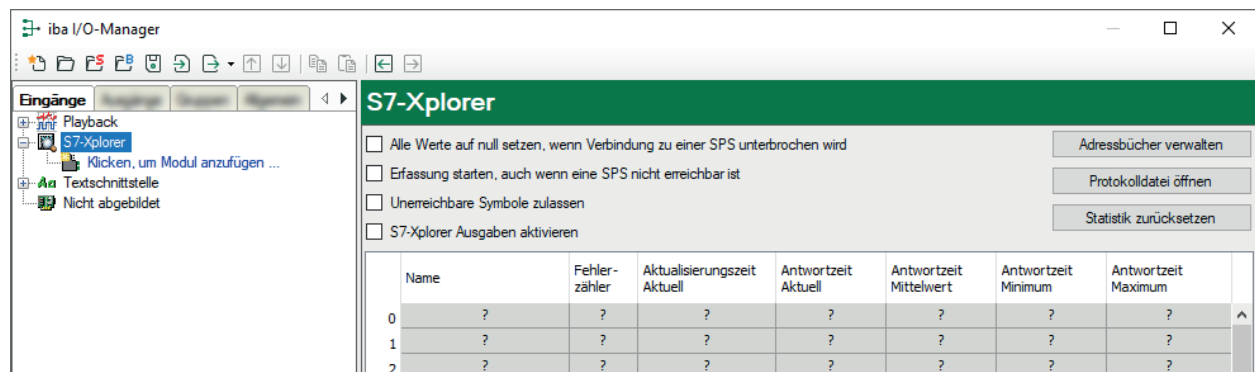 iba I/O-Manager
Eingänge
S7-Xplorer
Playback
S7-Xplorer
Klicken, um Modul anzufügen ...
Textschnittstelle
Nicht abgebildet
Alle Werte auf null setzen, wenn Verbindung zu einer SPS unterbrochen wird
Erfassung starten, auch wenn eine SPS nicht erreichbar ist
Unerreichbare Symbole zulassen
S7-Xplorer Ausgaben aktivieren
Adressbücher verwalten
Protokolldatei öffnen
Statistik zurücksetzen
Name
Fehler-
zähler
Aktualisierungszeit
Aktuell
Antwortzeit
Aktuell
Antwortzeit
Mittelwert
Antwortzeit
Minimum
Antwortzeit
Maximum
0 ? ? ? ? ? ? ?
1 ? ? ? ? ? ? ?
2 ? ? ? ? ? ? ?